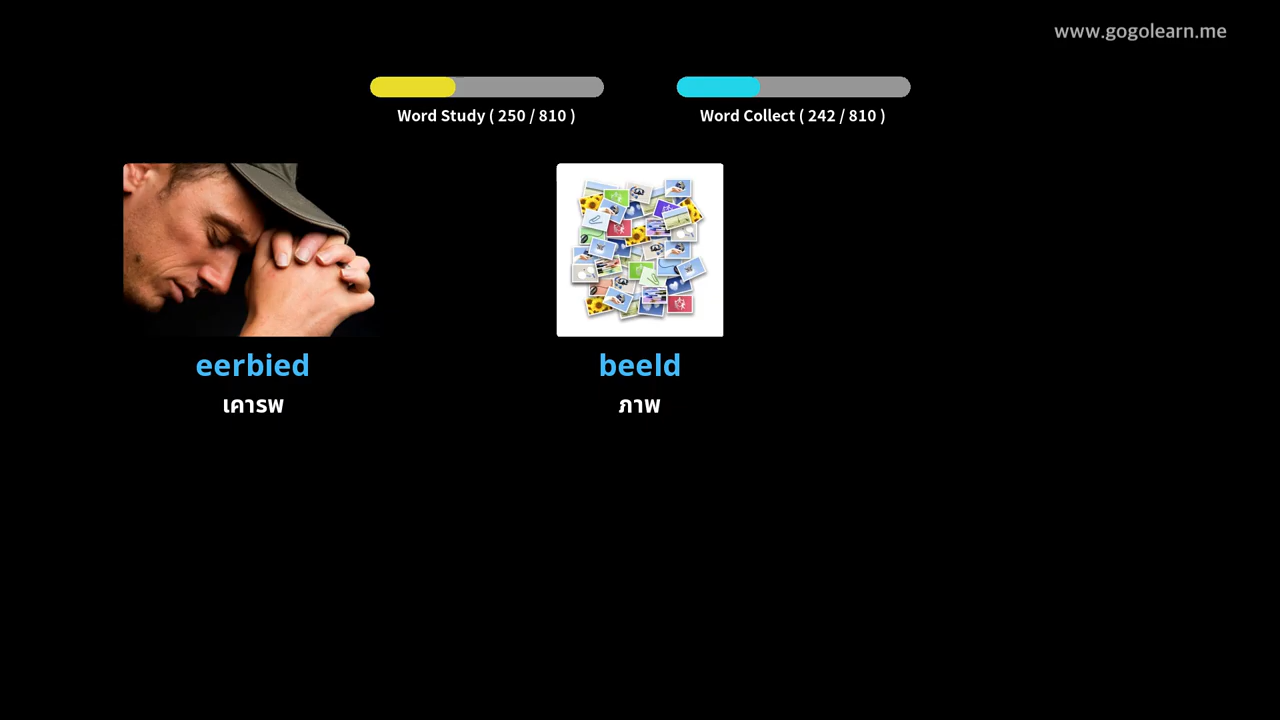 www.gogolearn.me
Word Study ( 250 / 810 )
Word Collect ( 242 / 810 )
eerbied
เคารพ
beeld
ภาพ